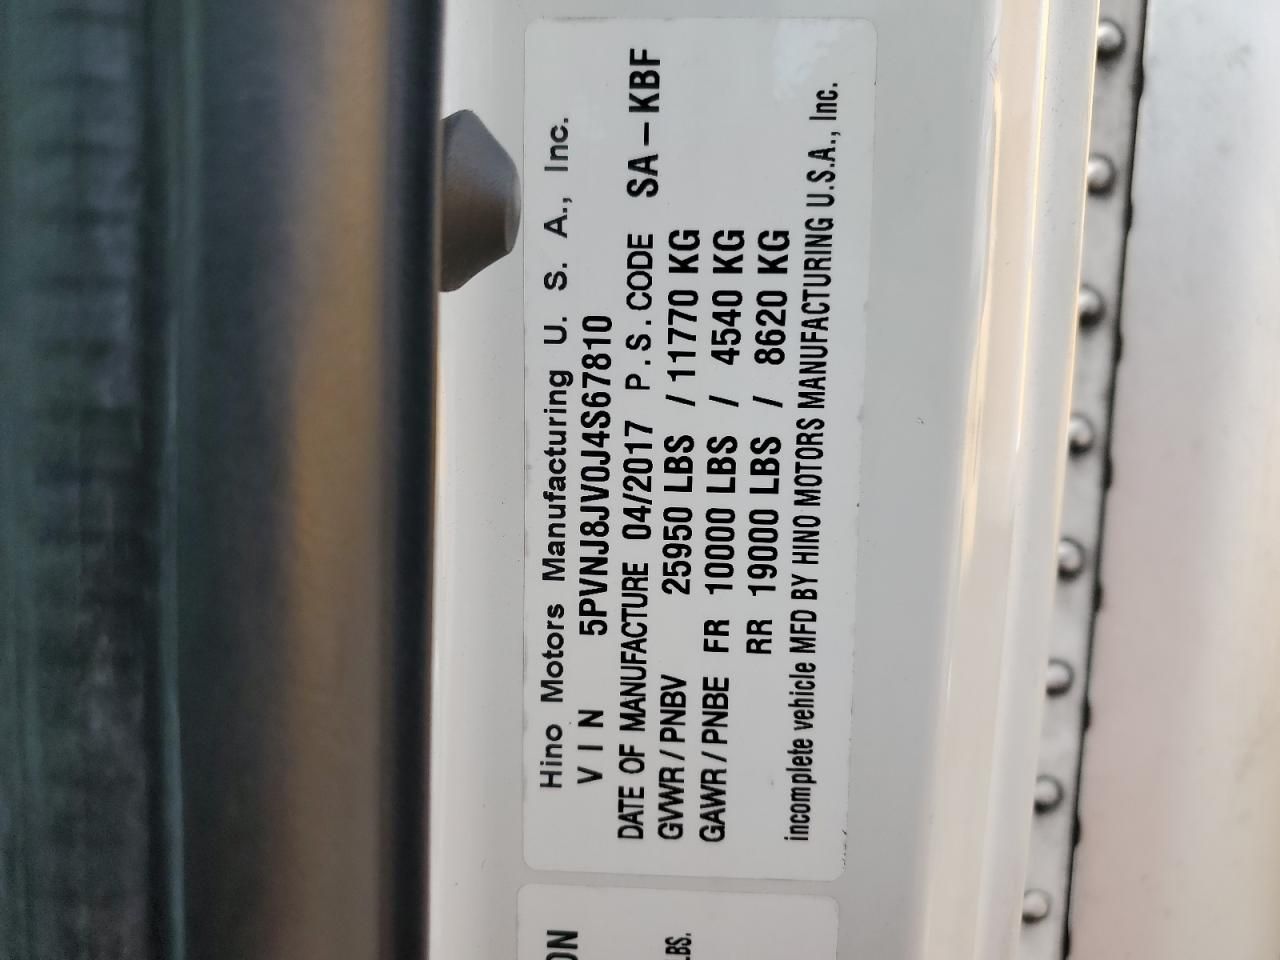 Hino Motors Manufacturing U. S. A., Inc.
VIN 5PVNJ8JV0J4S67810
DATE OF MANUFACTURE 04/2017 P.S.CODE SA-KBF
GVWR/PNBV 25950 LBS / 11770 KG
GAWR/PNBE FR 10000 LBS / 4540 KG
RR 19000 LBS / 8620 KG
incomplete vehicle MFD BY HINO MOTORS MANUFACTURING U.S.A., Inc.